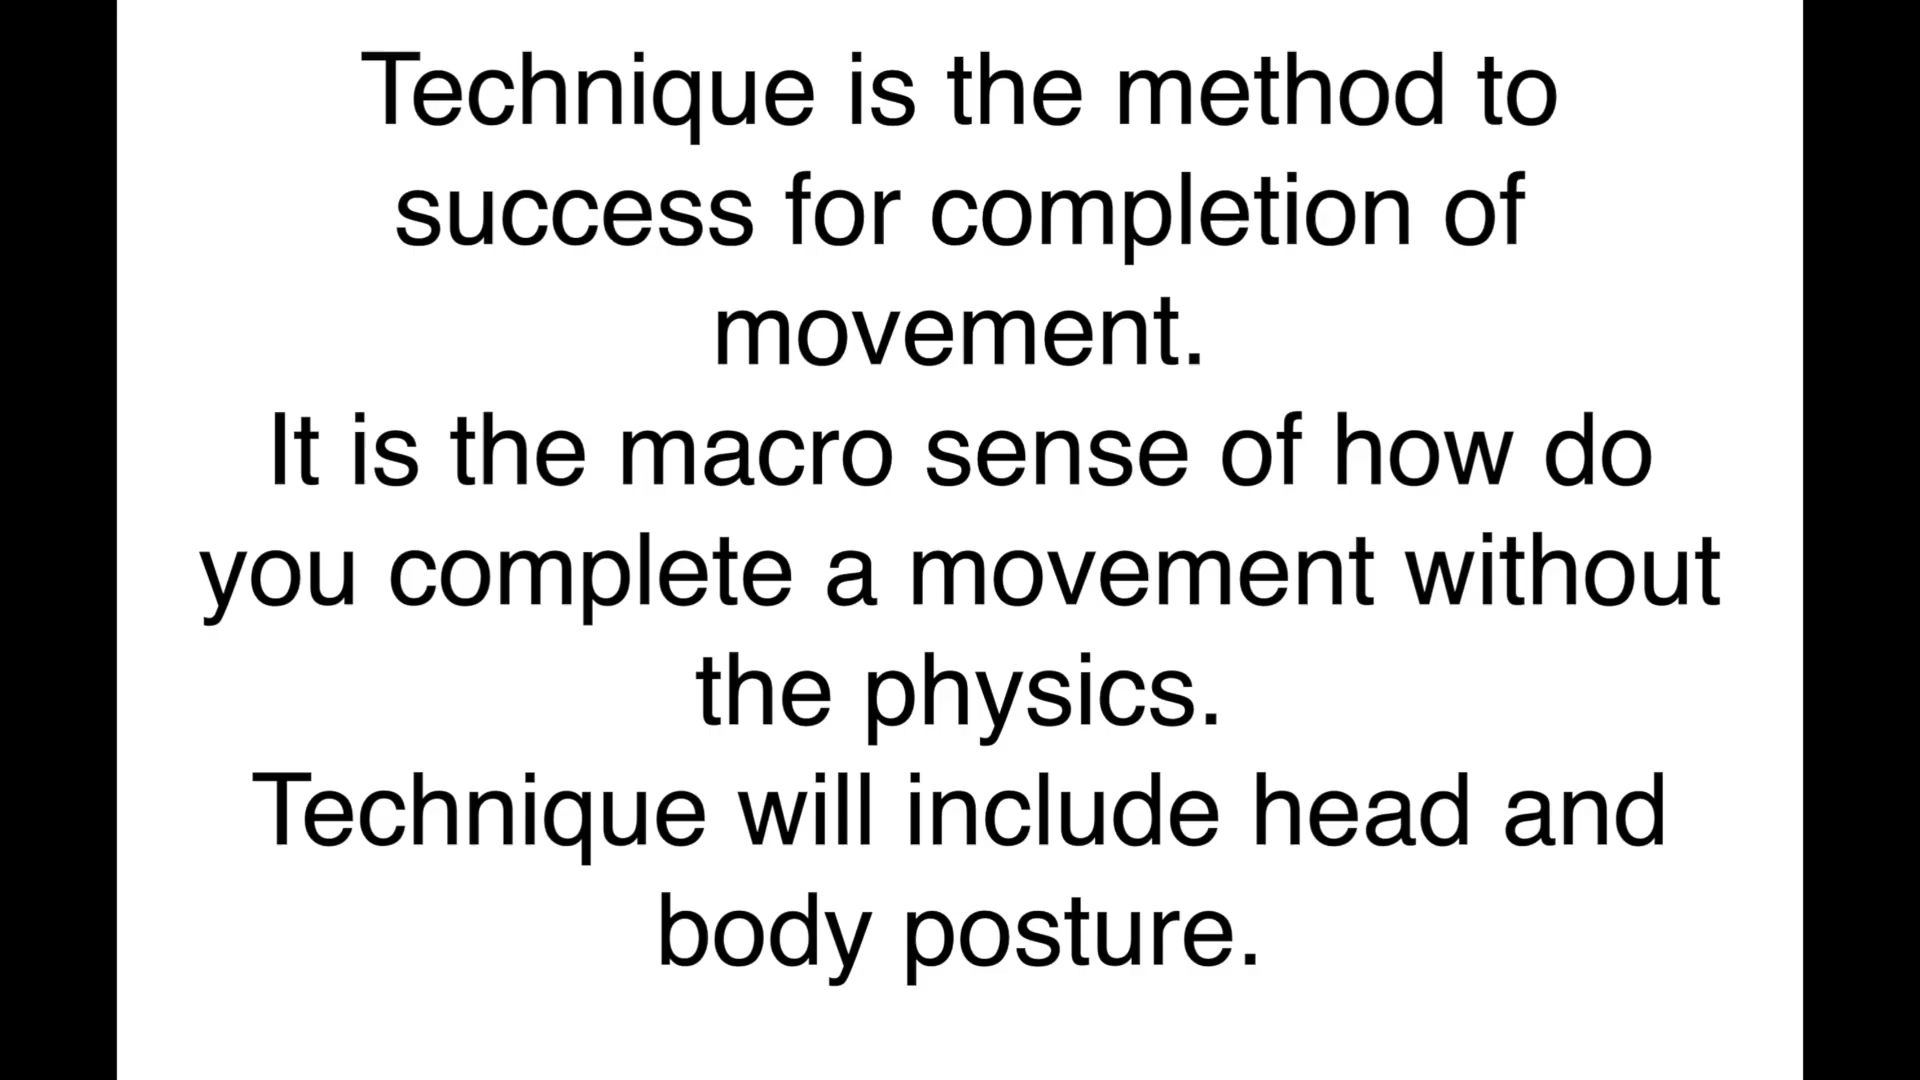 Technique is the method to
success for completion of
movement.
It is the macro sense of how do
you complete a movement without
the physics.
Technique will include head and
body posture.